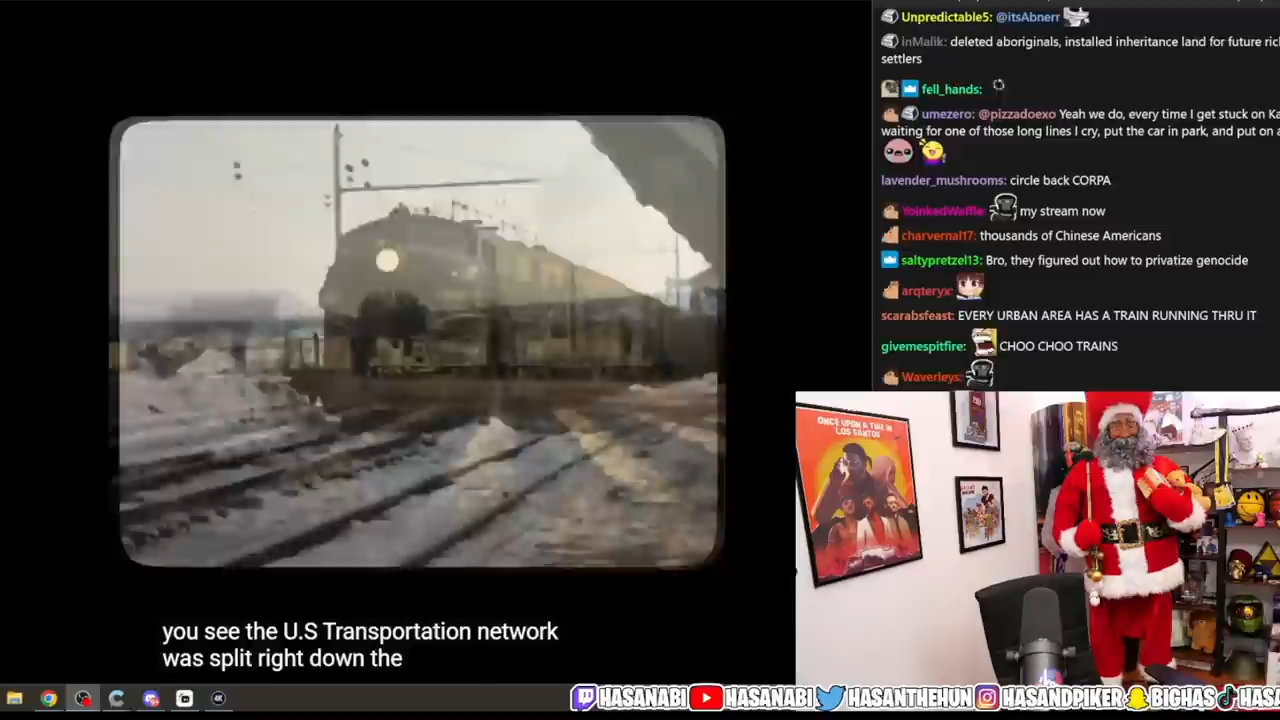 Unpredictable5: @itsAbnerr
inMalik: deleted aboriginals, installed inheritance land for future ric
settlers
fell_hands:
umezero: @pizzadoexo Yeah we do, every time I get stuck on Ka
waiting for one of those long lines I cry, put the car in park, and put on a
lavender_mushrooms: circle back CORPA
YoinkedWaffle: my stream now
charvernal17: thousands of Chinese Americans
saltypretzel13: Bro, they figured out how to privatize genocide
arqteryx:
scarabsfeast: EVERY URBAN AREA HAS A TRAIN RUNNING THRU IT
givemespitfire: CHOO CHOO TRAINS
Waverleys:
ONCE UPON A TIME IN
LOS SANTOS
you see the U.S Transportation network
was split right down the
HASANABI HASANABI HASANTHEHUN HASANDPIKER BIGHAS HASAN